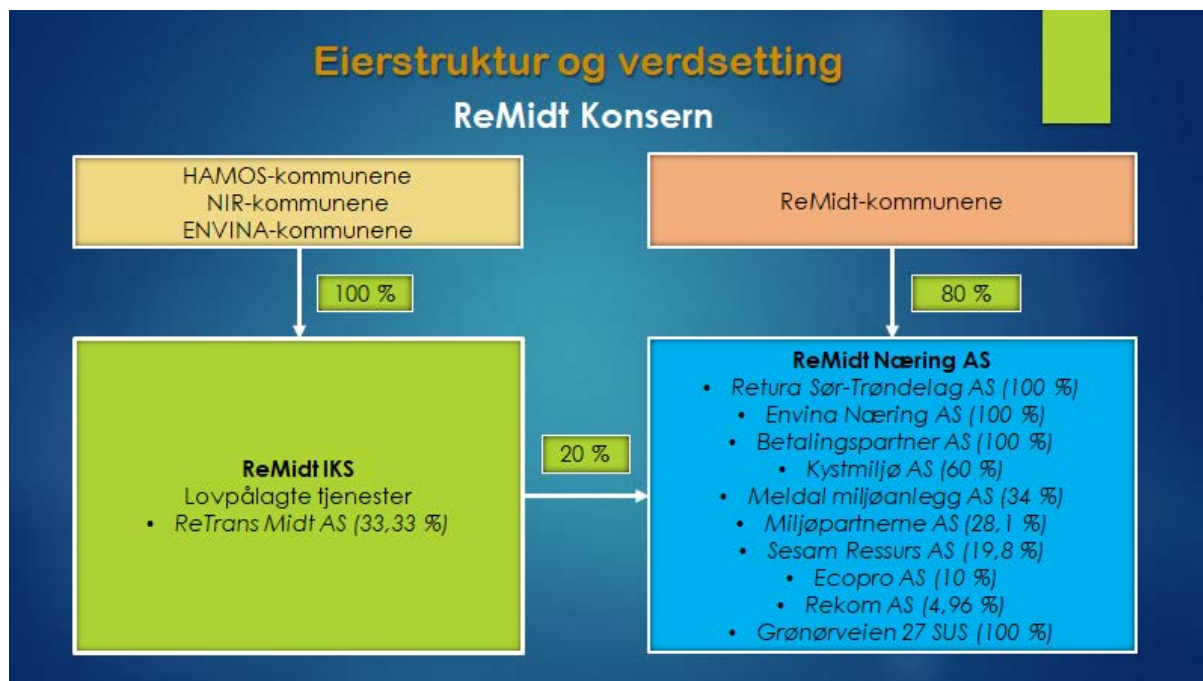 Eierstruktur og verdsetting
ReMidt Konsern
HAMOS-kommunene
NIR-kommunene
ENVINA-kommunene
ReMidt-kommunene
100 %
80 %
ReMidt IKS
Lovpålagte tjenester
• ReTrans Midt AS (33,33 %)
20 %
ReMidt Næring AS
• Retura Sør-Trøndelag AS (100 %)
• Envina Næring AS (100 %)
• Betalingspartner AS (100 %)
• Kystmiljø AS (60 %)
• Meldal miljøanlegg AS (34 %)
• Miljøpartnerne AS (28,1 %)
• Sesam Ressurs AS (19,8 %)
• Ecopro AS (10 %)
• Rekom AS (4,96 %)
• Grønørveien 27 SUS (100 %)